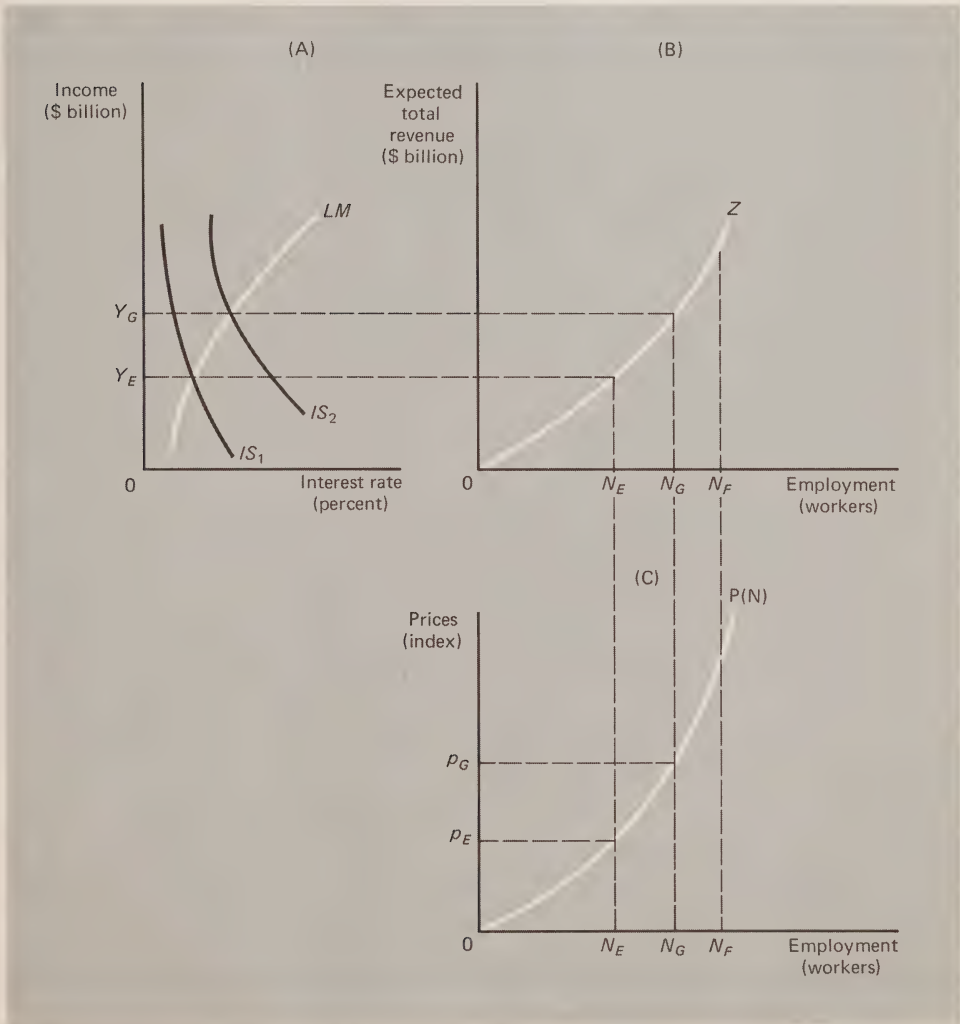 (A)
Income
($ billion)
LM
Y_G
Y_E
IS_2
IS_1
0
Interest rate
(percent)
(B)
Expected
total
revenue
($ billion)
Z
0
N_E N_G N_F
Employment
(workers)
(C)
Prices
(index)
P(N)
p_G
p_E
0
N_E N_G N_F
Employment
(workers)